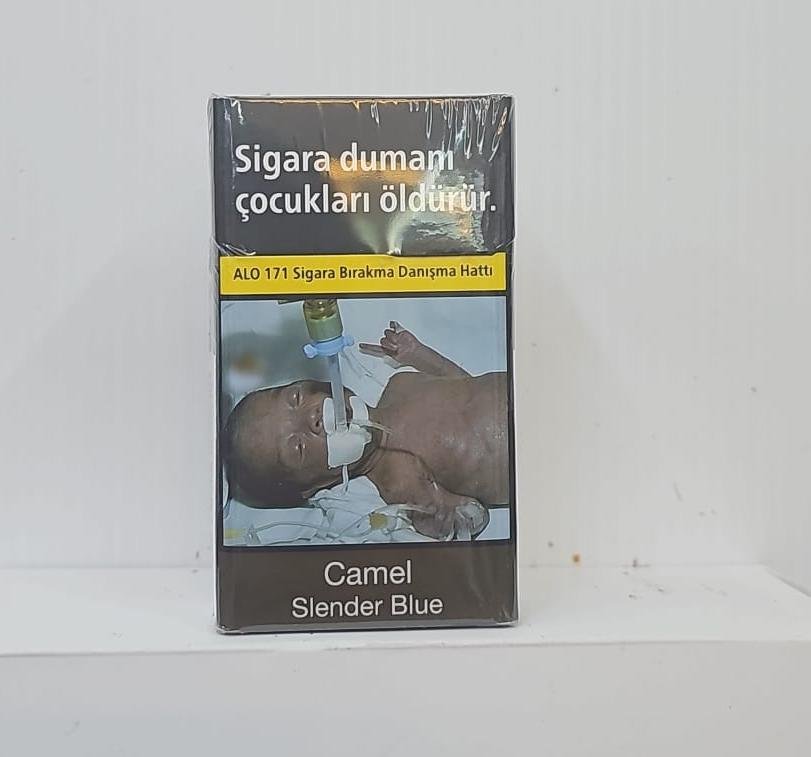 Sigara dumanı
çocukları öldürür.
ALO 171 Sigara Bırakma Danışma Hattı
Camel
Slender Blue